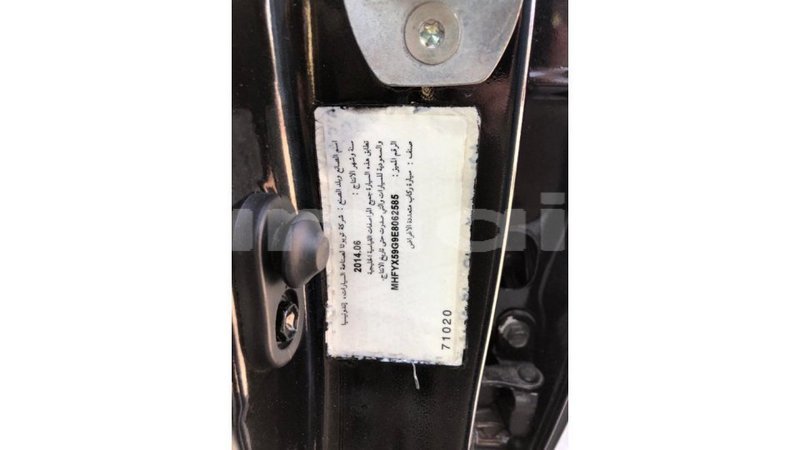 اسم الصانع وبلد الصنع : شركة تويوتا لصناعة السيارات، إندونيسيا
سنة وشهر الانتاج : 2014.06
تطابق هذه السيارة جميع المواصفات القياسية الخليجية
والسعودية للسيارات والتي صدرت حتى تاريخ الانتاج.
الرقم المميز : MHFYX59G9E8062585
صنف : سيارة ركاب متعددة الأغراض
71020